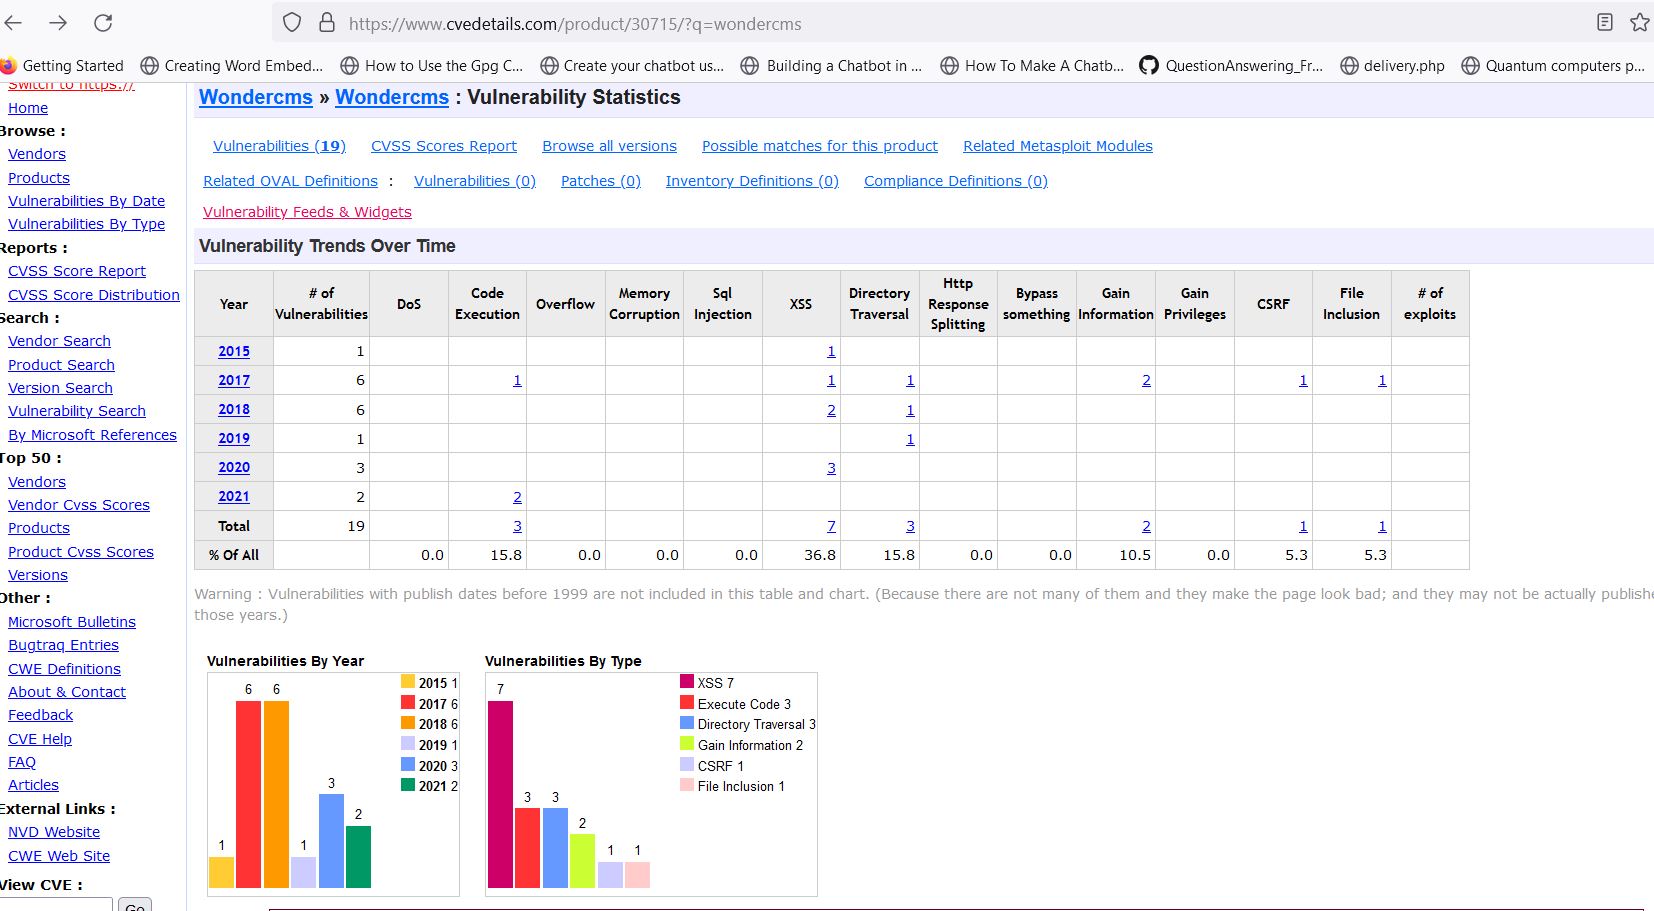 https://www.cvedetails.com/product/30715/?q=wondercms
Getting Started Creating Word Embed... How to Use the Gpg C... Create your chatbot us... Building a Chatbot in ... How To Make A Chatb... QuestionAnswering_Fr... delivery.php Quantum computers p...
Switch to https://
Home
Browse :
Vendors
Products
Vulnerabilities By Date
Vulnerabilities By Type
Reports :
CVSS Score Report
CVSS Score Distribution
Search :
Vendor Search
Product Search
Version Search
Vulnerability Search
By Microsoft References
Top 50 :
Vendors
Vendor Cvss Scores
Products
Product Cvss Scores
Versions
Other :
Microsoft Bulletins
Bugtraq Entries
CWE Definitions
About & Contact
Feedback
CVE Help
FAQ
Articles
External Links :
NVD Website
CWE Web Site
View CVE :
Go
Wondercms » Wondercms : Vulnerability Statistics
Vulnerabilities (19) CVSS Scores Report Browse all versions Possible matches for this product Related Metasploit Modules
Related OVAL Definitions : Vulnerabilities (0) Patches (0) Inventory Definitions (0) Compliance Definitions (0)
Vulnerability Feeds & Widgets
Vulnerability Trends Over Time
Year # of Vulnerabilities DoS Code Execution Overflow Memory Corruption Sql Injection XSS Directory Traversal Http Response Splitting Bypass something Gain Information Gain Privileges CSRF File Inclusion # of exploits
2015 1 1
2017 6 1 1 1 2 1 1
2018 6 2 1
2019 1 1
2020 3 3
2021 2 2
Total 19 3 7 3 2 1 1
% Of All 0.0 15.8 0.0 0.0 0.0 36.8 15.8 0.0 0.0 10.5 0.0 5.3 5.3
Warning : Vulnerabilities with publish dates before 1999 are not included in this table and chart. (Because there are not many of them and they make the page look bad; and they may not be actually publishe
those years.)
Vulnerabilities By Year
1 6 6 1 3 2
2015 1
2017 6
2018 6
2019 1
2020 3
2021 2
Vulnerabilities By Type
7 3 3 2 1 1
XSS 7
Execute Code 3
Directory Traversal 3
Gain Information 2
CSRF 1
File Inclusion 1